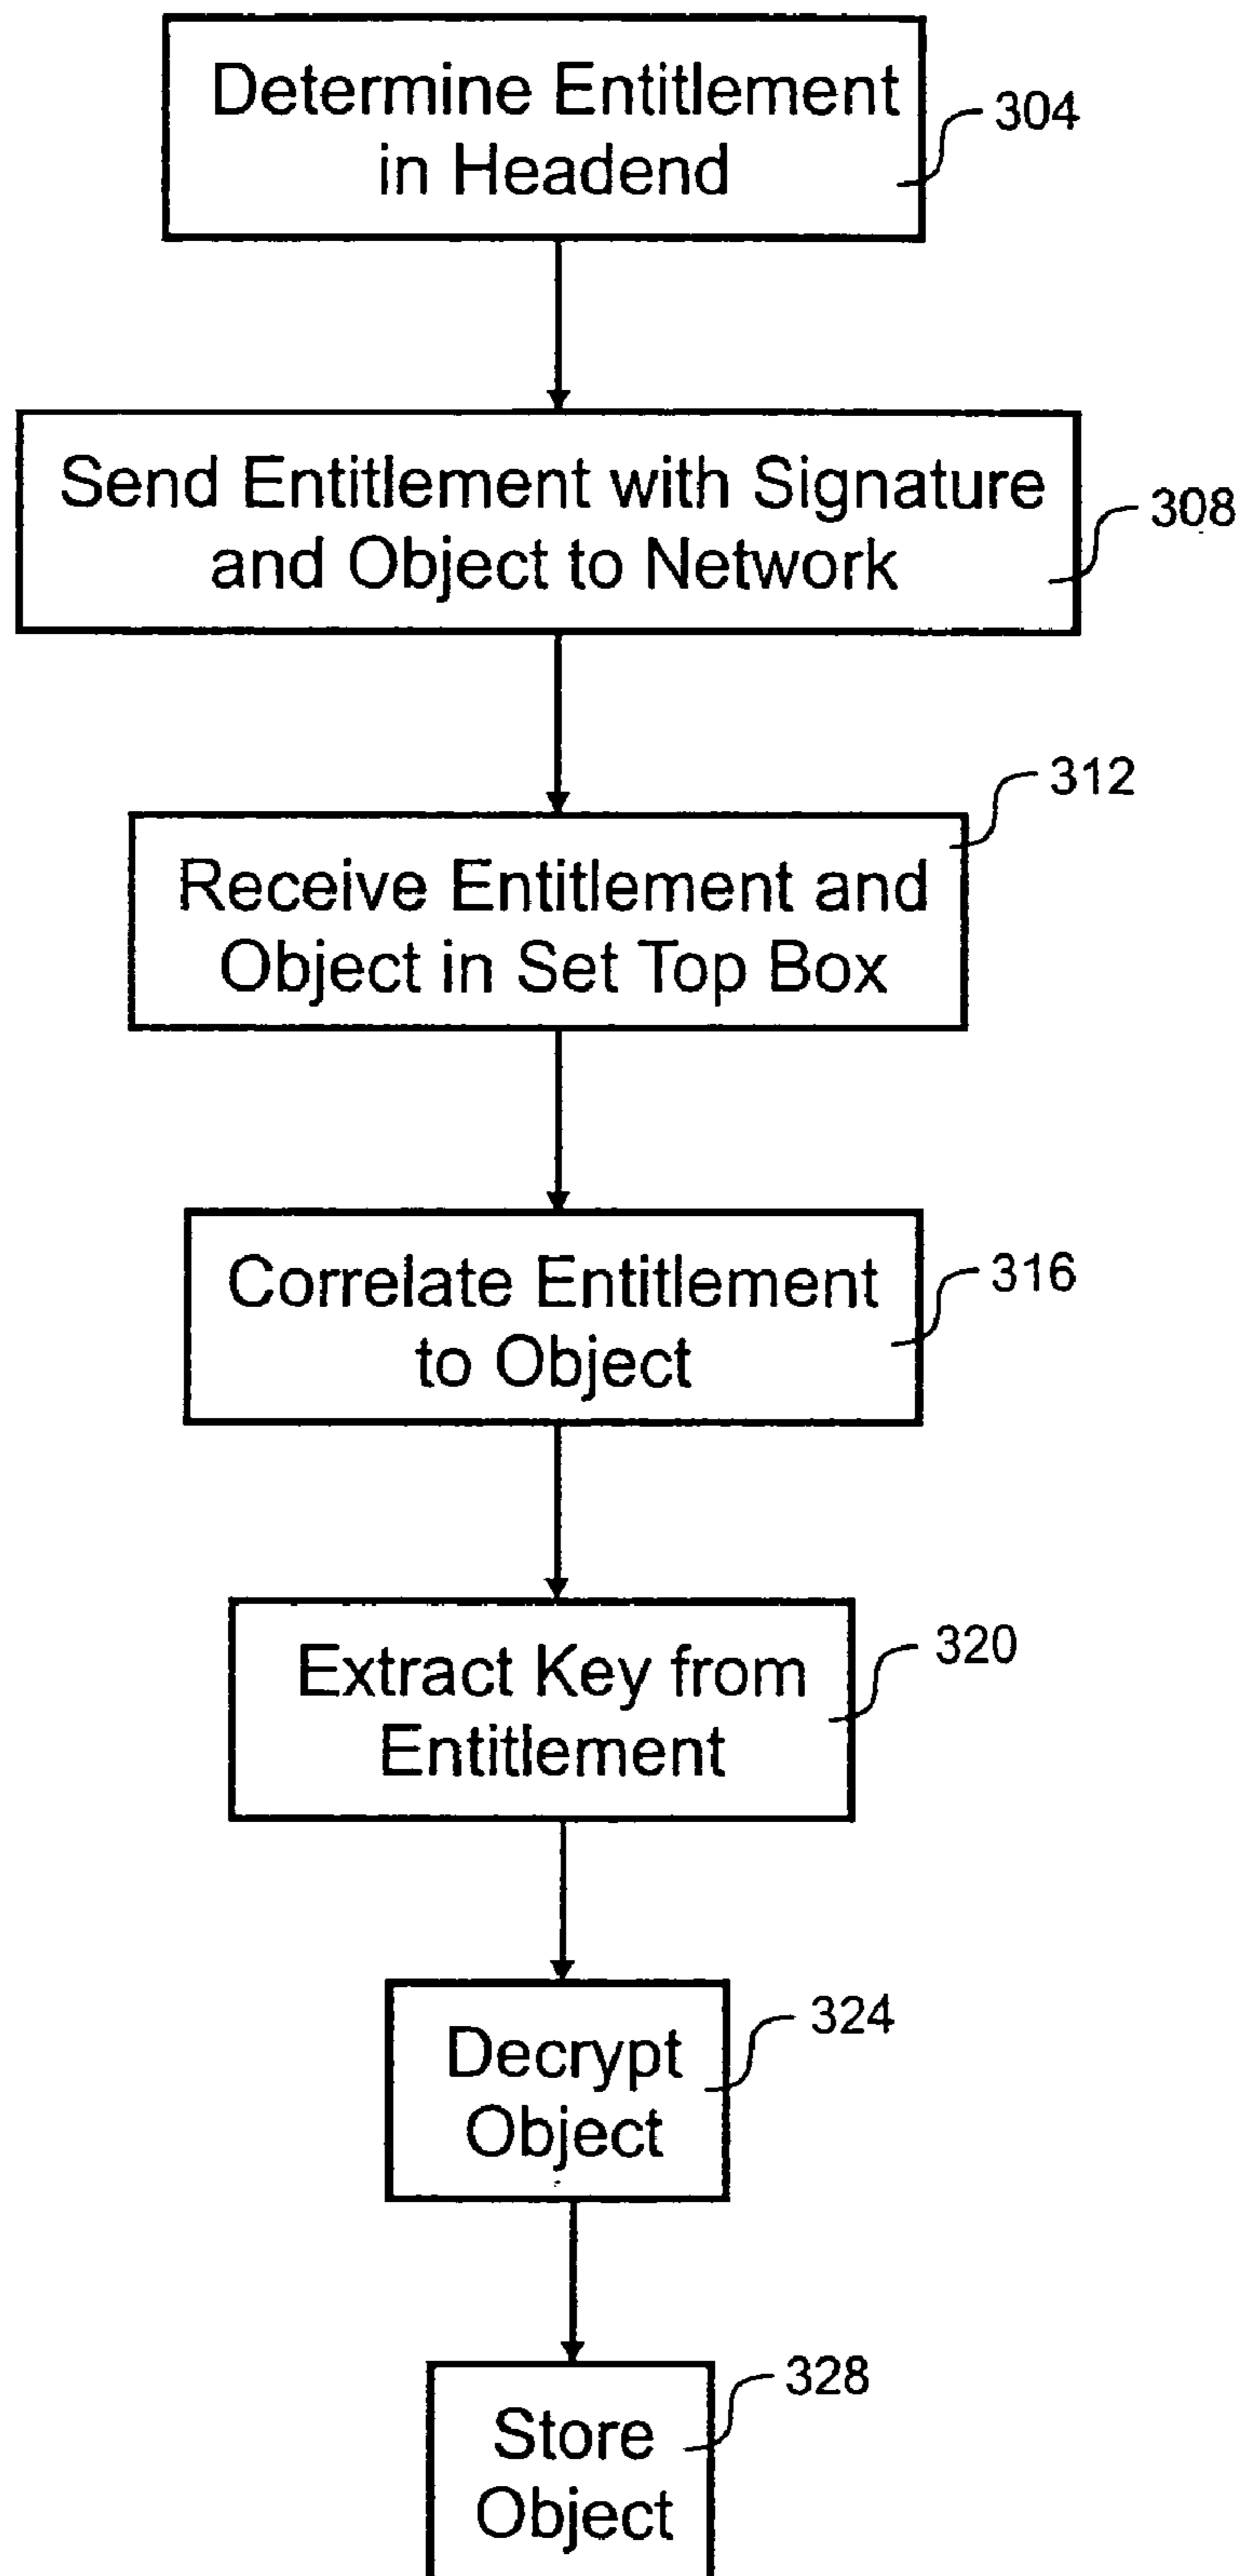 Determine Entitlement
in Headend
304
Send Entitlement with Signature
and Object to Network
308
312
Receive Entitlement and
Object in Set Top Box
Correlate Entitlement
to Object
316
Extract Key from
Entitlement
320
Decrypt
Object
324
Store
Object
328